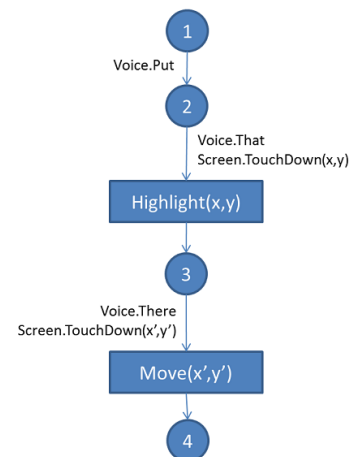 1
Voice.Put
2
Voice.That
Screen.TouchDown(x,y)
Highlight(x,y)
3
Voice.There
Screen.TouchDown(x’,y’)
Move(x’,y’)
4